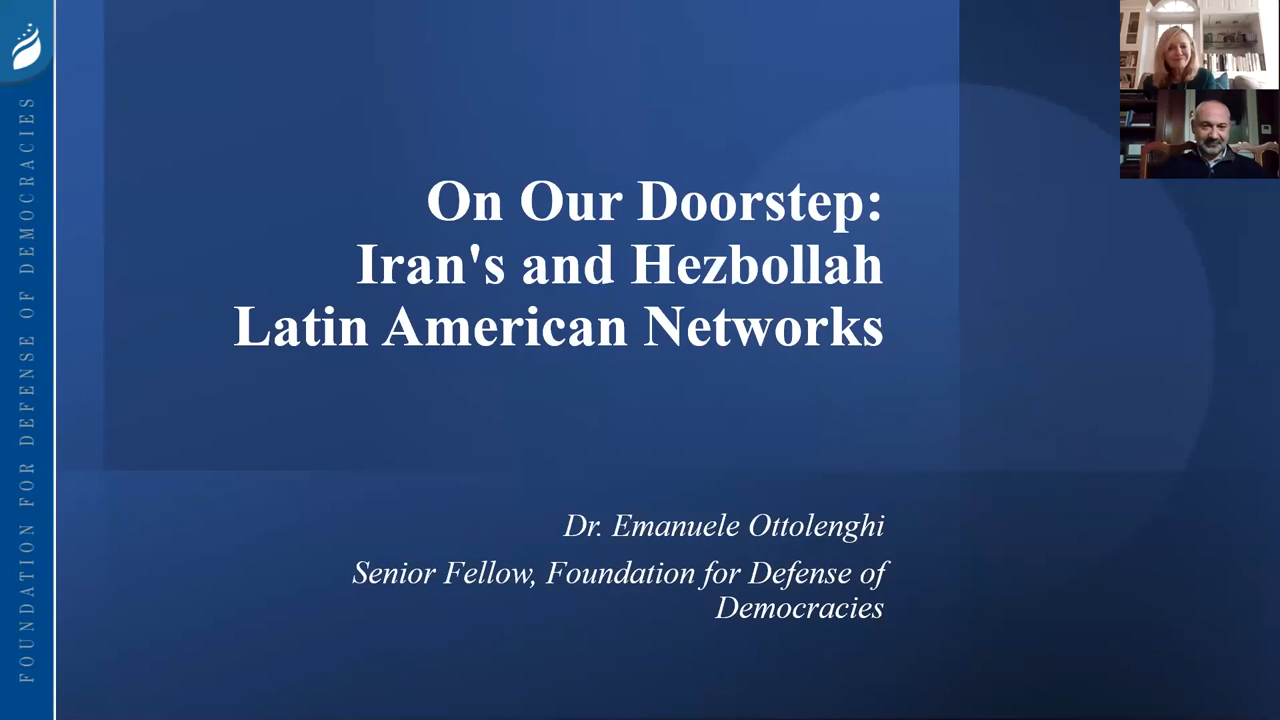 FOUNDATION FOR DEFENSE OF DEMOCRACIES
On Our Doorstep:
Iran's and Hezbollah
Latin American Networks
Dr. Emanuele Ottolenghi
Senior Fellow, Foundation for Defense of
Democracies